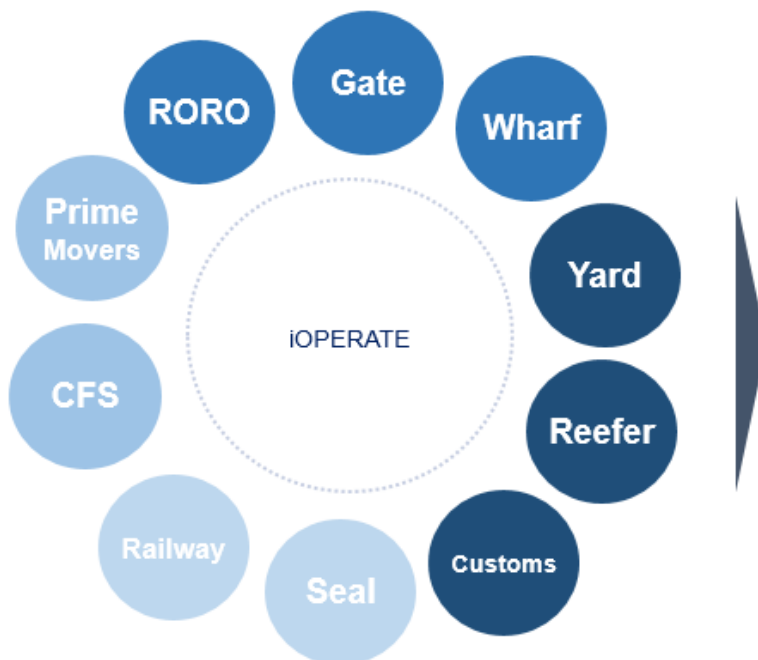 Gate
RORO
Wharf
Prime
Movers
Yard
iOPERATE
CFS
Reefer
Railway
Customs
Seal